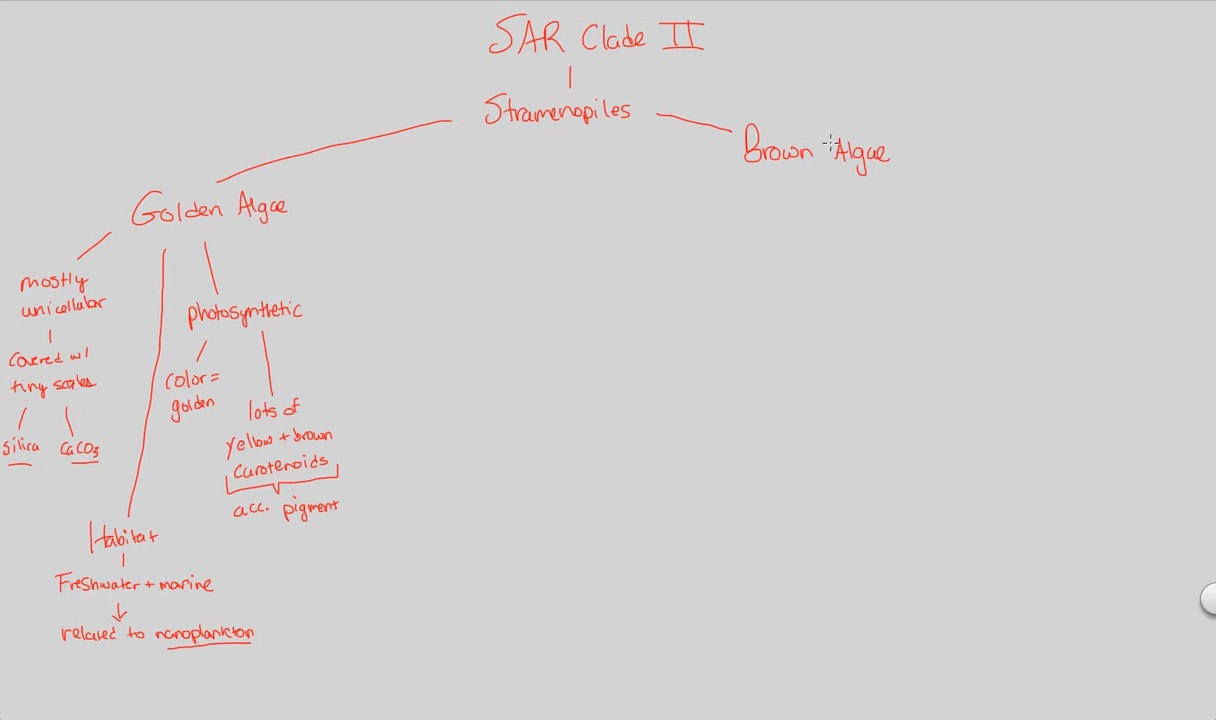 SAR Clade II
Stramenopiles
Brown Algae
Golden Algae
mostly
unicellular
covered w/
tiny scales
Silica
CaCO3
photosynthetic
color =
golden
lots of
yellow + brown
carotenoids
acc. pigment
Habitat
Freshwater + marine
related to nanoplankton